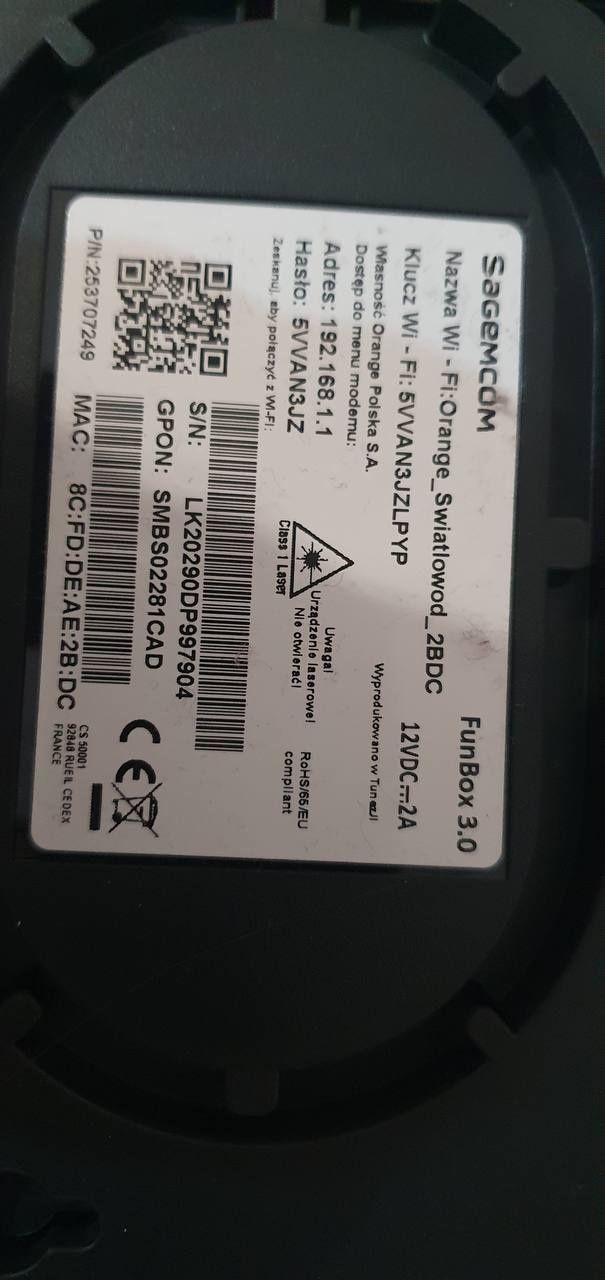 SAGEMCOM
FunBox 3.0
Nazwa Wi - Fi:Orange_Swiatlowod_2BDC
12VDC⎓2A
Klucz Wi - Fi: 5VVAN3JZLPYP
Własność Orange Polska S.A.
Wyprodukowano w Tunezji
Dostęp do menu modemu:
Adres: 192.168.1.1
Hasło: 5VVAN3JZ
Zeskanuj, aby połączyć z Wi-Fi:
Uwaga!
Urządzenie laserowe!
Nie otwierać!
Class 1 Laser
RoHS/65/EU
compliant
S/N: LK20290DP997904
GPON: SMBS02281CAD
MAC: 8C:FD:DE:AE:2B:DC
P/N:253707249
CE
CS 50001
92848 RUEIL CEDEX
FRANCE